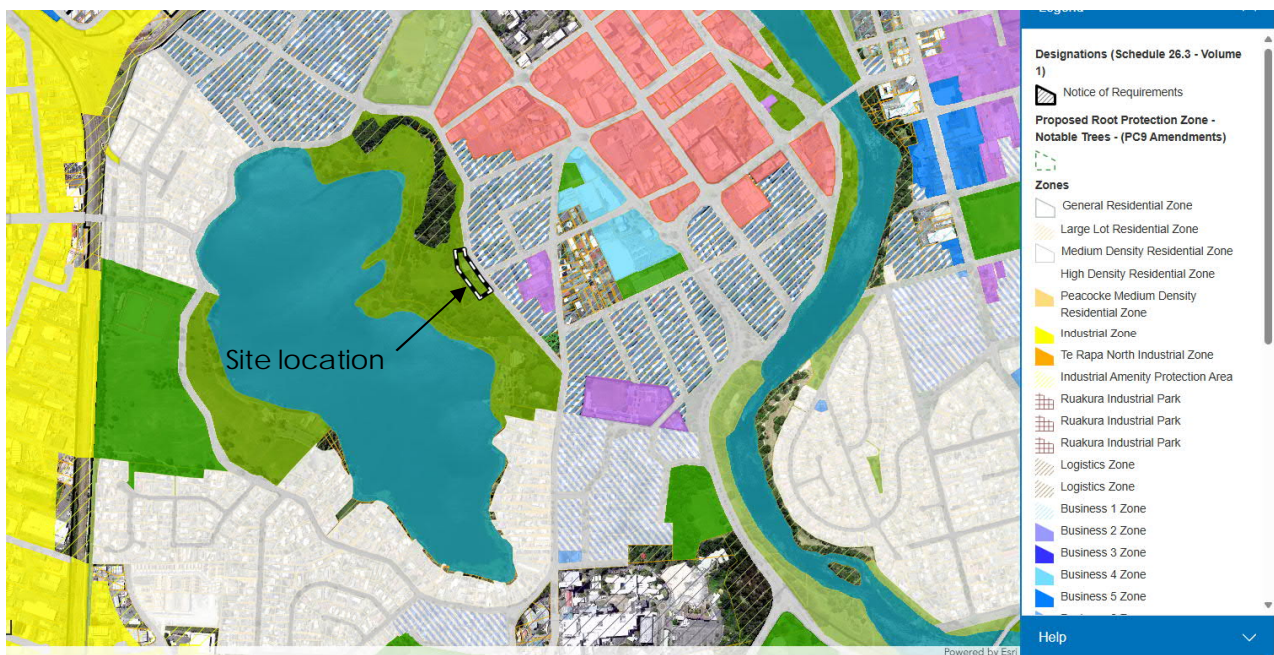 Legend
Designations (Schedule 26.3 - Volume
1)
Notice of Requirements
Proposed Root Protection Zone -
Notable Trees - (PC9 Amendments)
Zones
General Residential Zone
Large Lot Residential Zone
Medium Density Residential Zone
High Density Residential Zone
Peacocke Medium Density
Residential Zone
Industrial Zone
Te Rapa North Industrial Zone
Industrial Amenity Protection Area
Ruakura Industrial Park
Ruakura Industrial Park
Ruakura Industrial Park
Logistics Zone
Logistics Zone
Business 1 Zone
Business 2 Zone
Business 3 Zone
Business 4 Zone
Business 5 Zone
Help
Site location
Powered by Esri